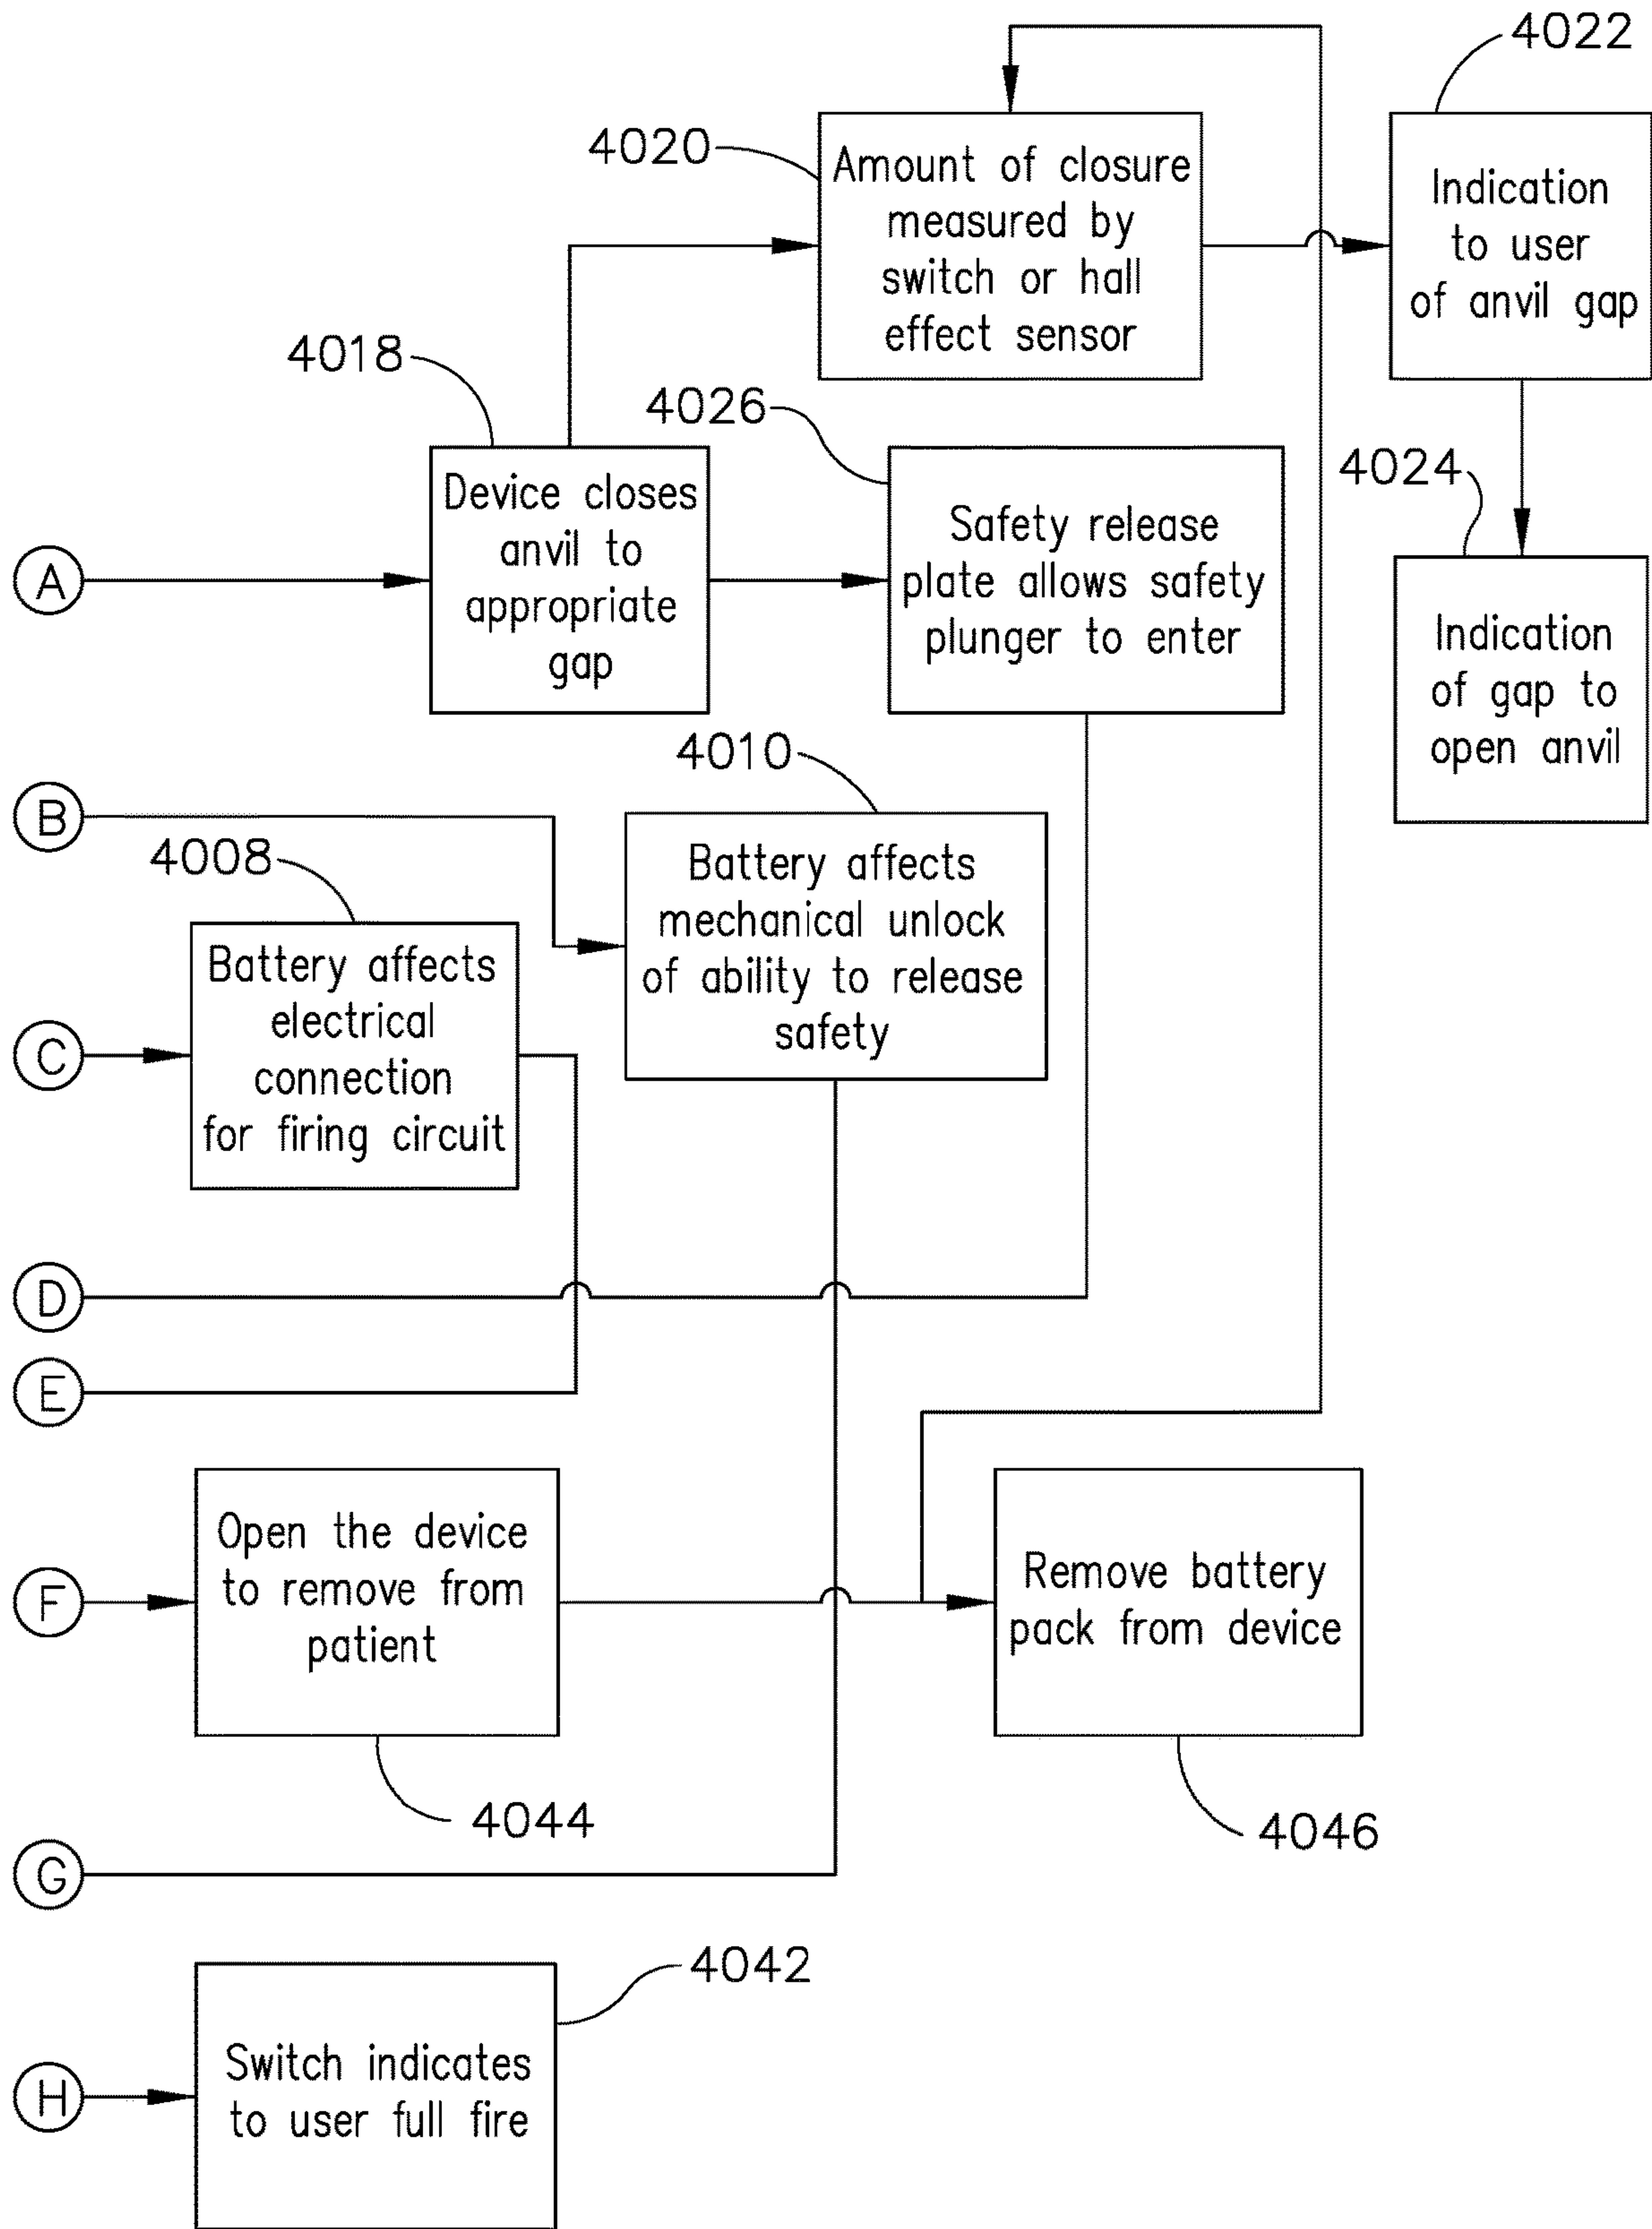 4022
4020
Amount of closure
measured by
switch or hall
effect sensor
Indication
to user
of anvil gap
4018
4026
4024
Device closes
anvil to
appropriate
gap
Safety release
plate allows safety
plunger to enter
Indication
of gap to
open anvil
A
4010
B
4008
Battery affects
mechanical unlock
of ability to release
safety
Battery affects
electrical
connection
for firing circuit
C
D
E
Open the device
to remove from
patient
Remove battery
pack from device
F
4044
4046
G
4042
Switch indicates
to user full fire
H